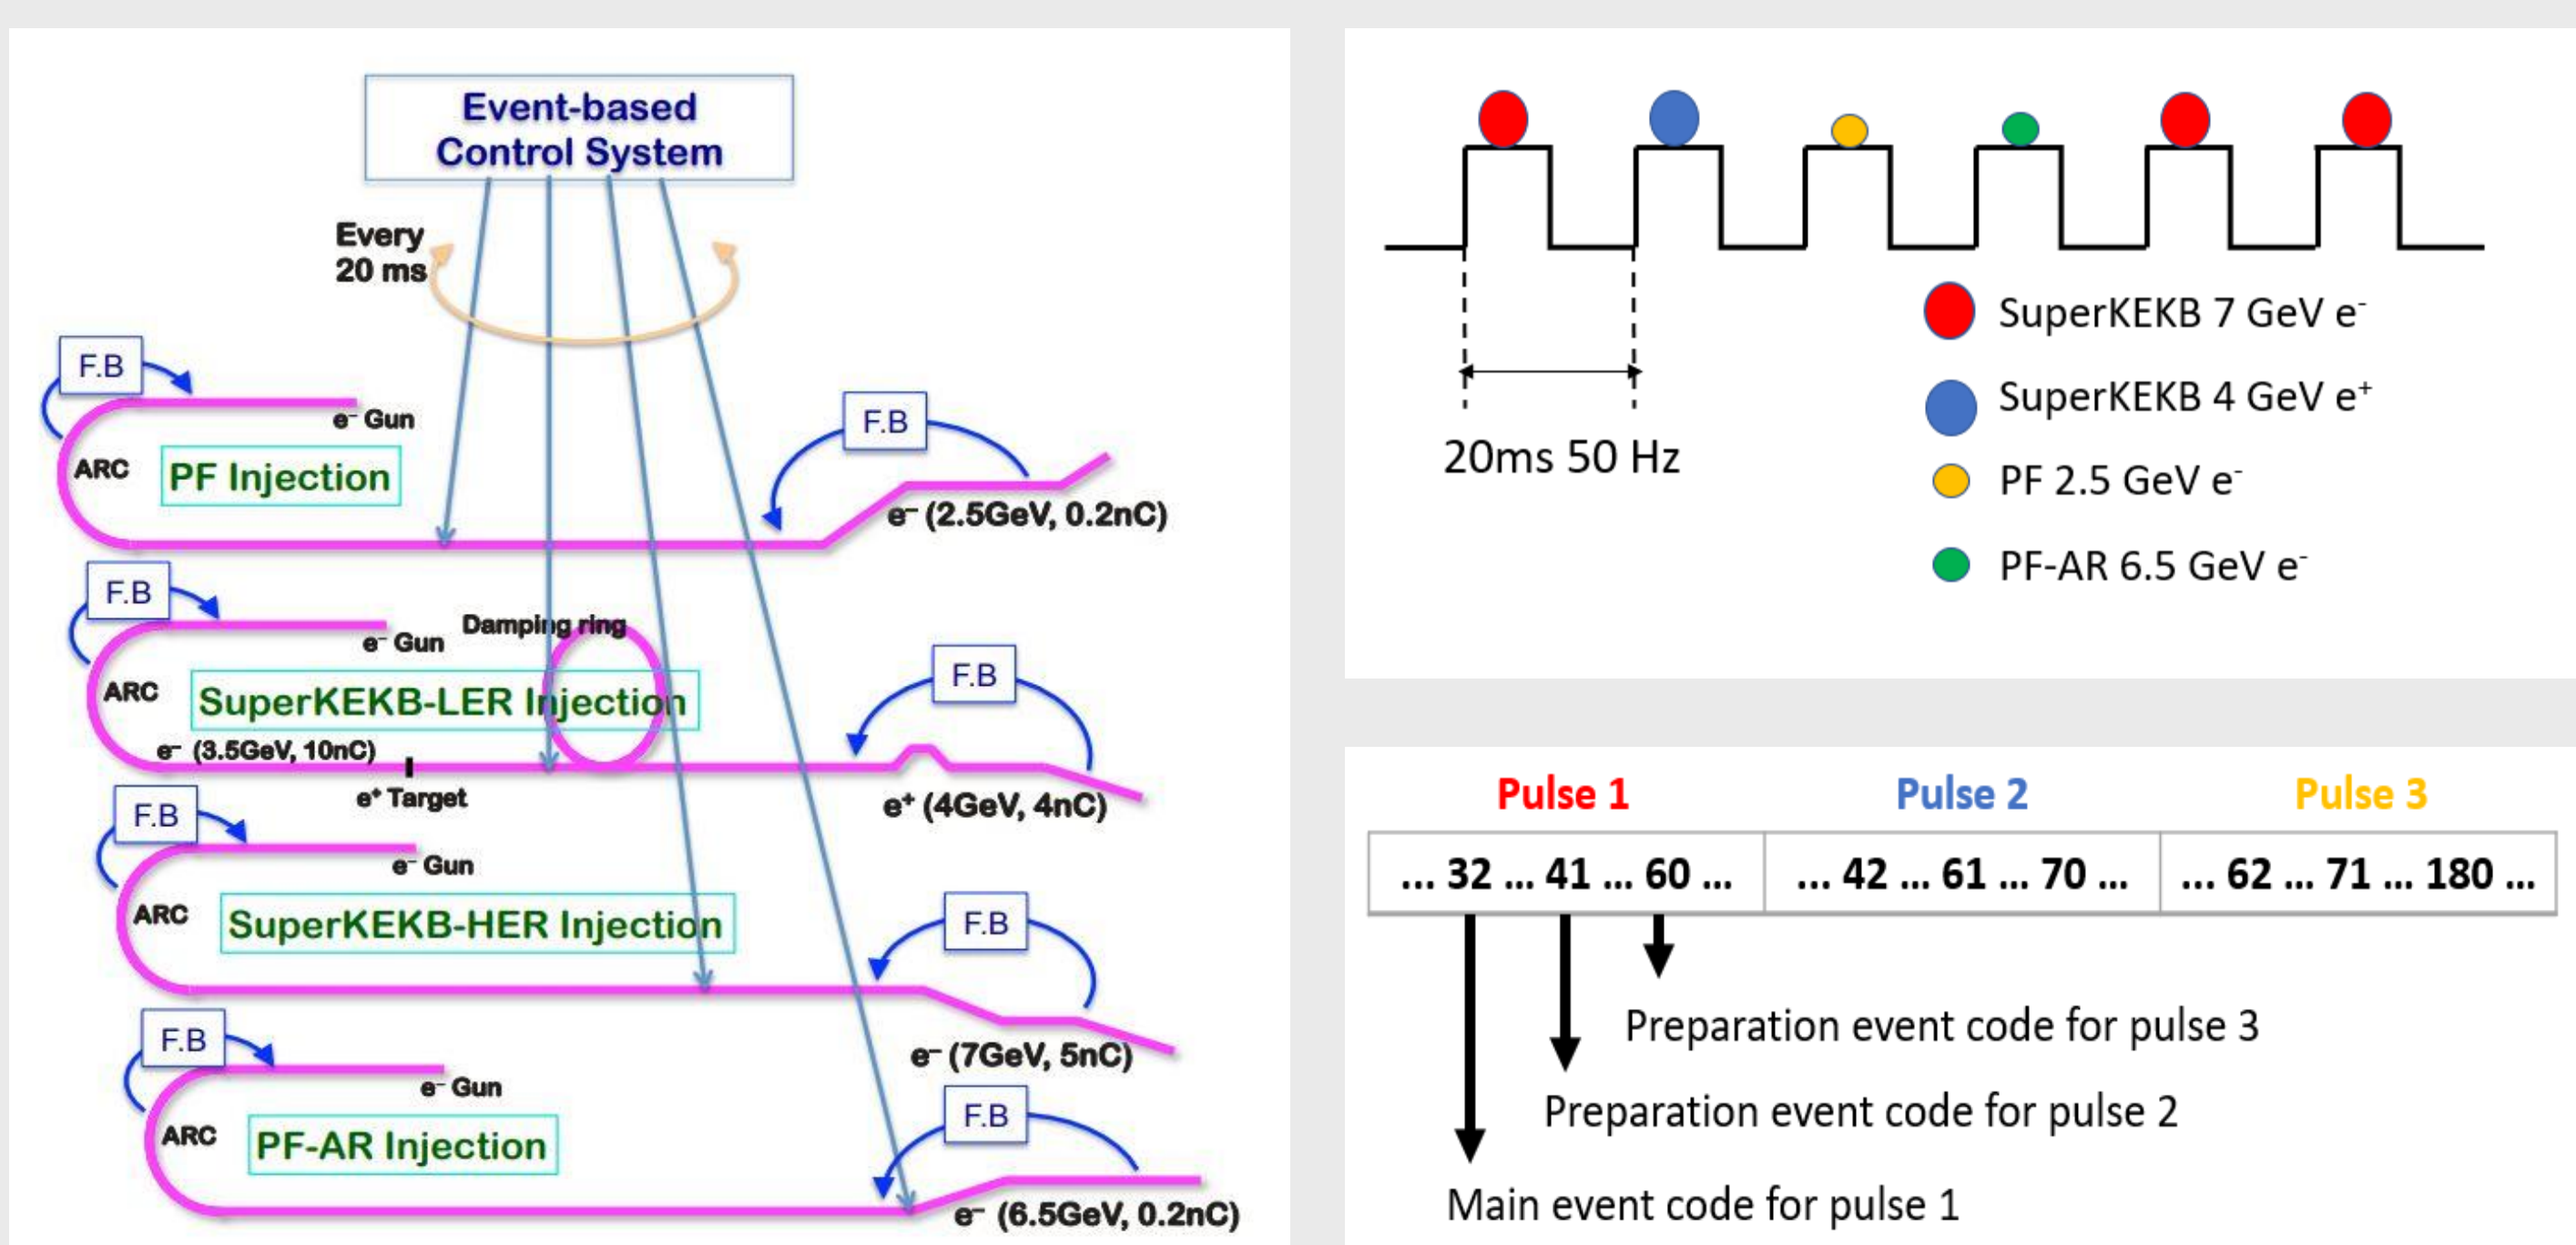 Event-based
Control System
Every
20 ms
F.B
e⁻ Gun
ARC
PF Injection
F.B
e⁻ (2.5GeV, 0.2nC)
F.B
e⁻ Gun
Damping ring
ARC
SuperKEKB-LER Injection
F.B
e⁻ (3.5GeV, 10nC)
e⁺ Target
e⁺ (4GeV, 4nC)
F.B
e⁻ Gun
ARC
SuperKEKB-HER Injection
F.B
e⁻ (7GeV, 5nC)
F.B
e⁻ Gun
ARC
PF-AR Injection
F.B
e⁻ (6.5GeV, 0.2nC)
20ms 50 Hz
SuperKEKB 7 GeV e⁻
SuperKEKB 4 GeV e⁺
PF 2.5 GeV e⁻
PF-AR 6.5 GeV e⁻
Pulse 1 Pulse 2 Pulse 3
... 32 ... 41 ... 60 ... ... 42 ... 61 ... 70 ... ... 62 ... 71 ... 180 ...
Preparation event code for pulse 3
Preparation event code for pulse 2
Main event code for pulse 1